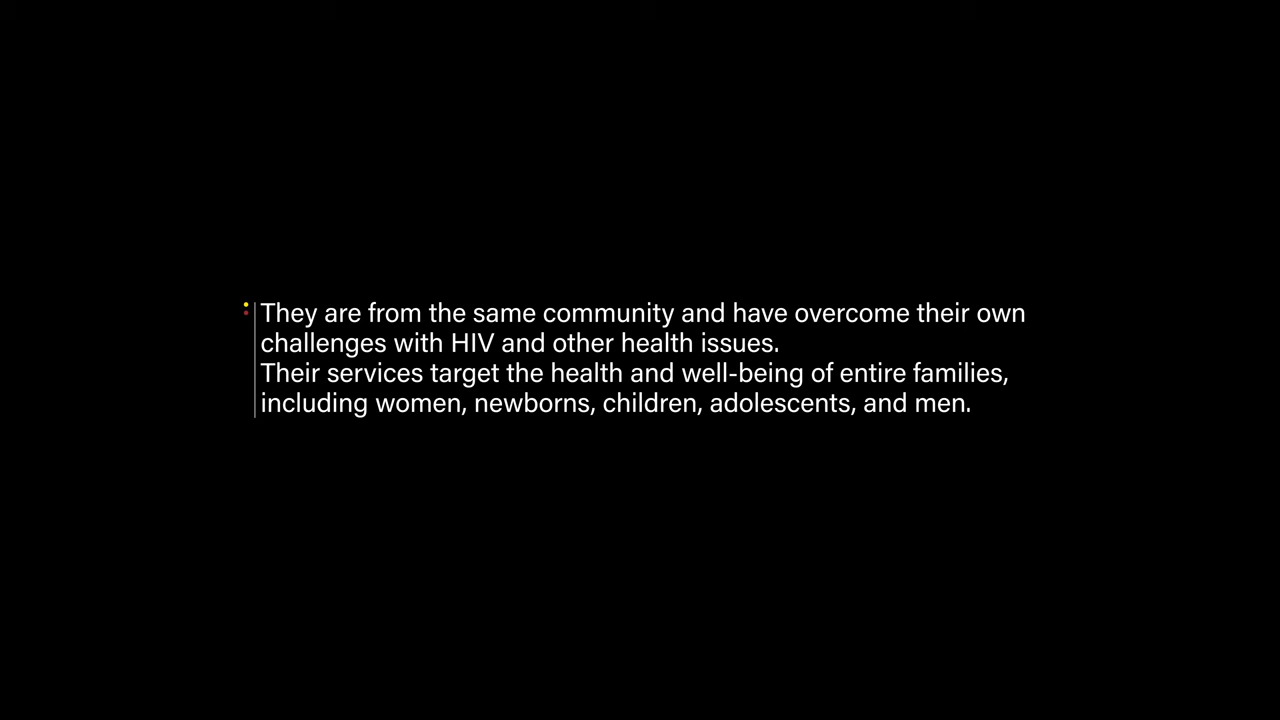 They are from the same community and have overcome their own
challenges with HIV and other health issues.
Their services target the health and well-being of entire families,
including women, newborns, children, adolescents, and men.